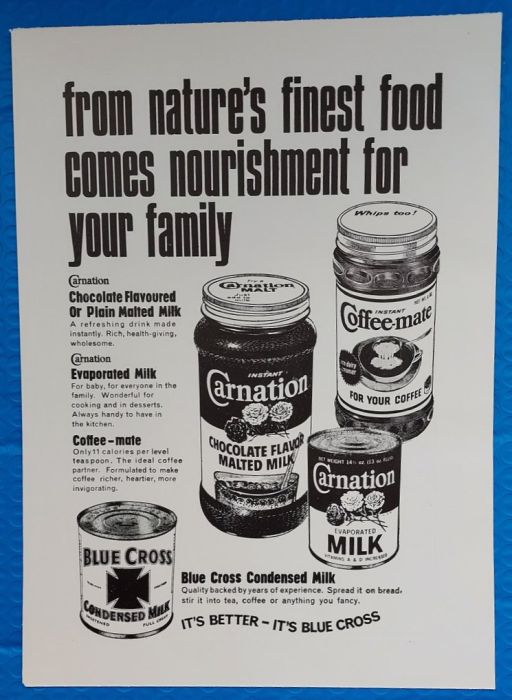 from nature's finest food
comes nourishment for
your family
Carnation
Chocolate Flavoured
Or Plain Malted Milk
A refreshing drink made
instantly. Rich, health-giving,
wholesome.
Carnation
Evaporated Milk
For baby, for everyone in the
family. Wonderful for
cooking and in desserts.
Always handy to have in
the kitchen.
Coffee-mate
Only 11 calories per level
teaspoon. The ideal coffee
partner. Formulated to make
coffee richer, heartier, more
invigorating.
Whips too!
INSTANT
Coffee-mate
FOR YOUR COFFEE
Carnation
MALT
INSTANT
Carnation
CHOCOLATE FLAVOR
MALTED MILK
Carnation
EVAPORATED
MILK
VITAMINS A & D INCREASED
BLUE CROSS
CONDENSED MILK
SWEETENED
FULL CREAM
Blue Cross Condensed Milk
Quality backed by years of experience. Spread it on bread,
stir it into tea, coffee or anything you fancy.
IT'S BETTER - IT'S BLUE CROSS